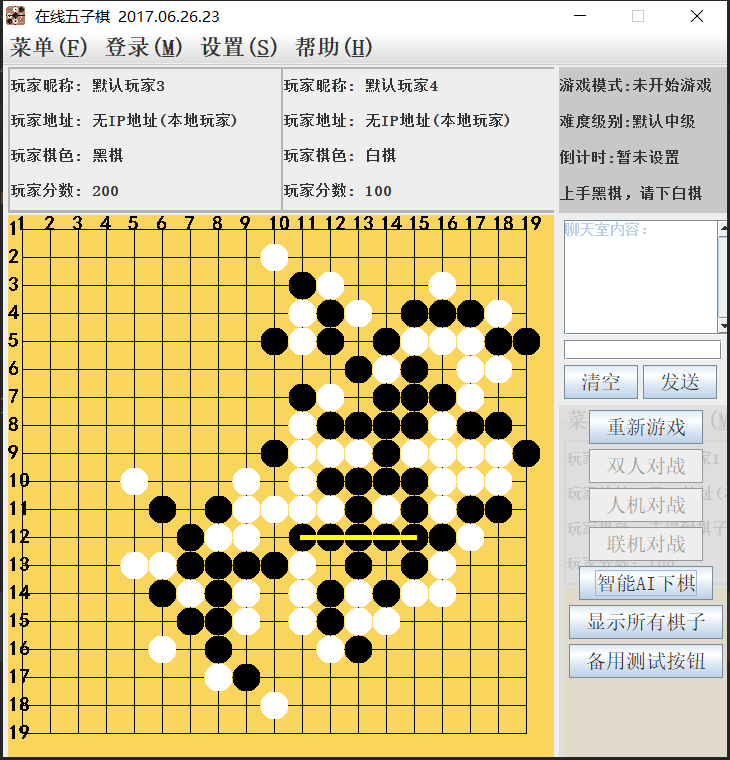 在线五子棋 2017.06.26.23
菜单(F) 登录(M) 设置(S) 帮助(H)
玩家昵称: 默认玩家3
玩家地址: 无IP地址(本地玩家)
玩家棋色: 黑棋
玩家分数: 200
玩家昵称: 默认玩家4
玩家地址: 无IP地址(本地玩家)
玩家棋色: 白棋
玩家分数: 100
游戏模式:未开始游戏
难度级别:默认中级
倒计时:暂未设置
上手黑棋，请下白棋
1 2 3 4 5 6 7 8 9 10 11 12 13 14 15 16 17 18 19
1
2
3
4
5
6
7
8
9
10
11
12
13
14
15
16
17
18
19
聊天室内容:
清空 发送
重新游戏
双人对战
人机对战
联机对战
智能AI下棋
显示所有棋子
备用测试按钮